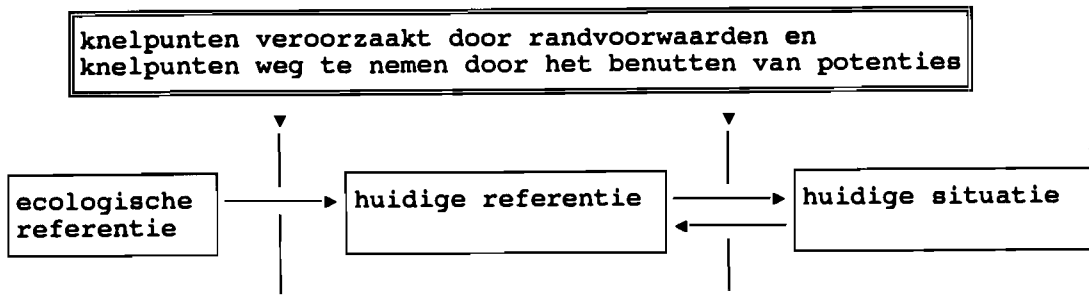 knelpunten veroorzaakt door randvoorwaarden en
knelpunten weg te nemen door het benutten van potenties
ecologische
referentie
huidige referentie
huidige situatie